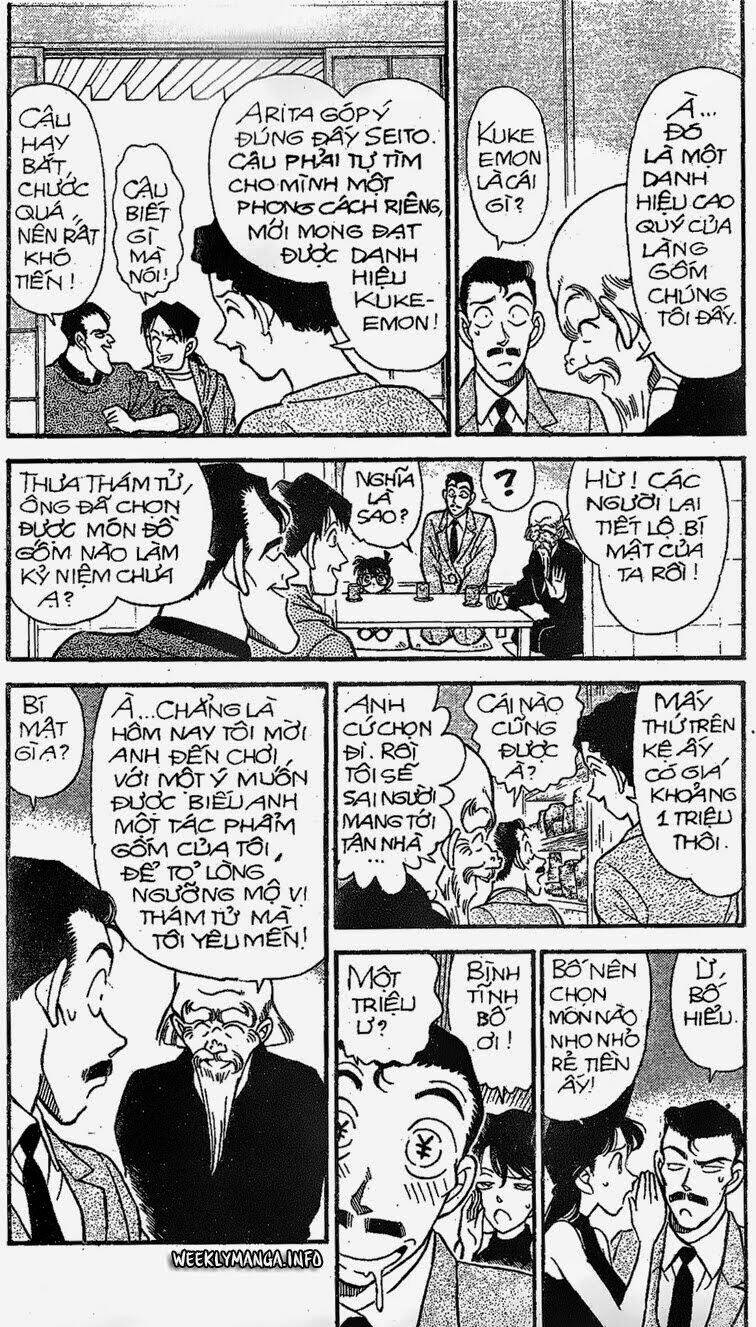 CẬU
HAY
BẮT
CHƯỚC
QUÁ,
NÊN RẤT
KHÓ
TIẾN!
CẬU
BIẾT
GÌ
MÀ
NÓI!
ARITA GÓP Ý
ĐÚNG ĐẤY SEITO.
CẬU PHẢI TỰ TÌM
CHO MÌNH MỘT
PHONG CÁCH RIÊNG,
MỚI MONG ĐẠT
ĐƯỢC DANH
HIỆU
KUKE-
EMON!
KUKE
EMON
LÀ CÁI
GÌ?
À...
ĐÓ
LÀ MỘT
DANH
HIỆU CAO
QUÝ CỦA
LÀNG
GỐM
CHÚNG
TÔI ĐẤY.
THƯA THÁM TỬ,
ÔNG ĐÃ CHỌN
ĐƯỢC MÓN ĐỒ
GỐM NÀO LÀM
KỶ NIỆM CHƯA
Ạ?
NGHĨA
LÀ
SAO?
?
HỪ! CÁC
NGƯỜI LẠI
TIẾT LỘ BÍ
MẬT CỦA
TA RỒI!
BÍ
MẬT
GÌ Ạ?
À...CHẲNG LÀ
HÔM NAY TÔI MỜI
ANH ĐẾN CHƠI,
VỚI MỘT Ý MUỐN
ĐƯỢC BIẾU ANH
MỘT TÁC PHẨM
GỐM CỦA TÔI,
ĐỂ TỎ LÒNG
NGƯỠNG MỘ VỊ
THÁM TỬ MÀ
TÔI YÊU MẾN!
ANH
CỨ CHỌN
ĐI. RỒI
TÔI SẼ
SAI NGƯỜI
MANG TỚI
TẬN NHÀ
...
CÁI NÀO
CŨNG
ĐƯỢC
À?
MẤY
THỨ TRÊN
KỆ ẤY
CÓ GIÁ
KHOẢNG
1 TRIỆU
THÔI.
MỘT
TRIỆU
Ư?
BÌNH
TĨNH
BỐ
ƠI!
BỐ NÊN
CHỌN
MÓN NÀO
NHO NHỎ
RẺ TIỀN
ẤY!
Ừ,
BỐ
HIỂU.
WEEKLYMANGA.INFO